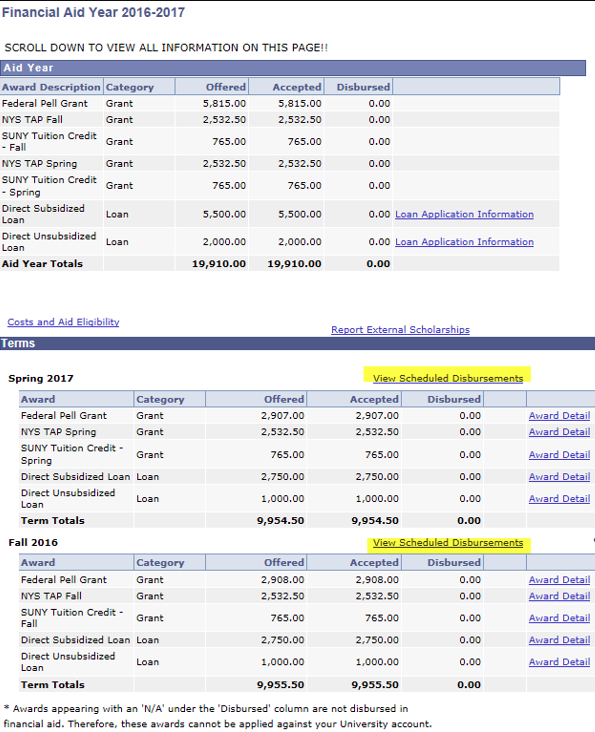 Financial Aid Year 2016-2017
SCROLL DOWN TO VIEW ALL INFORMATION ON THIS PAGE!!
Aid Year
Award Description Category Offered Accepted Disbursed
Federal Pell Grant Grant 5,815.00 5,815.00 0.00
NYS TAP Fall Grant 2,532.50 2,532.50 0.00
SUNY Tuition Credit
- Fall Grant 765.00 765.00 0.00
NYS TAP Spring Grant 2,532.50 2,532.50 0.00
SUNY Tuition Credit
- Spring Grant 765.00 765.00 0.00
Direct Subsidized
Loan Loan 5,500.00 5,500.00 0.00 Loan Application Information
Direct Unsubsidized
Loan Loan 2,000.00 2,000.00 0.00 Loan Application Information
Aid Year Totals 19,910.00 19,910.00 0.00
Costs and Aid Eligibility
Report External Scholarships
Terms
Spring 2017 View Scheduled Disbursements
Award Category Offered Accepted Disbursed
Federal Pell Grant Grant 2,907.00 2,907.00 0.00 Award Detail
NYS TAP Spring Grant 2,532.50 2,532.50 0.00 Award Detail
SUNY Tuition Credit -
Spring Grant 765.00 765.00 0.00 Award Detail
Direct Subsidized Loan Loan 2,750.00 2,750.00 0.00 Award Detail
Direct Unsubsidized
Loan Loan 1,000.00 1,000.00 0.00 Award Detail
Term Totals 9,954.50 9,954.50 0.00
Fall 2016 View Scheduled Disbursements
Award Category Offered Accepted Disbursed
Federal Pell Grant Grant 2,908.00 2,908.00 0.00 Award Detail
NYS TAP Fall Grant 2,532.50 2,532.50 0.00 Award Detail
SUNY Tuition Credit -
Fall Grant 765.00 765.00 0.00 Award Detail
Direct Subsidized Loan Loan 2,750.00 2,750.00 0.00 Award Detail
Direct Unsubsidized
Loan Loan 1,000.00 1,000.00 0.00 Award Detail
Term Totals 9,955.50 9,955.50 0.00
* Awards appearing with an 'N/A' under the 'Disbursed' column are not disbursed in
financial aid. Therefore, these awards cannot be applied against your University account.